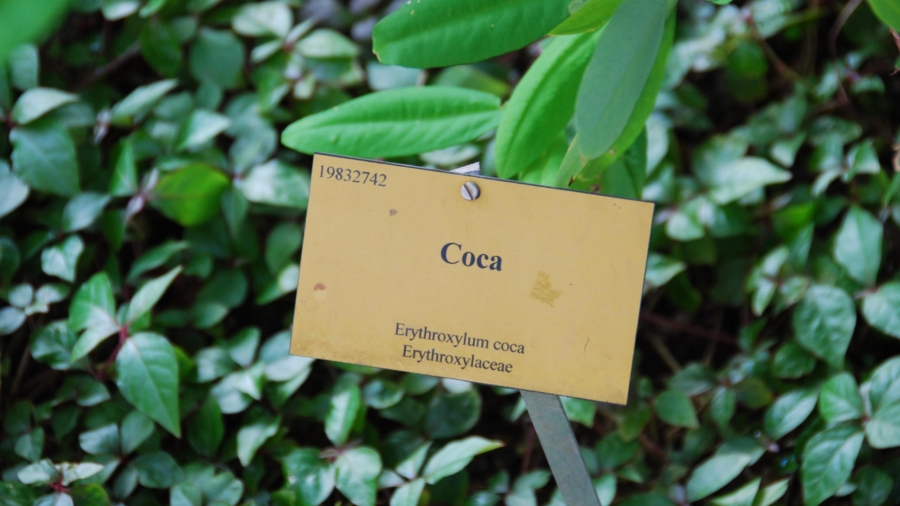 19832742
Coca
Erythroxylum coca
Erythroxylaceae